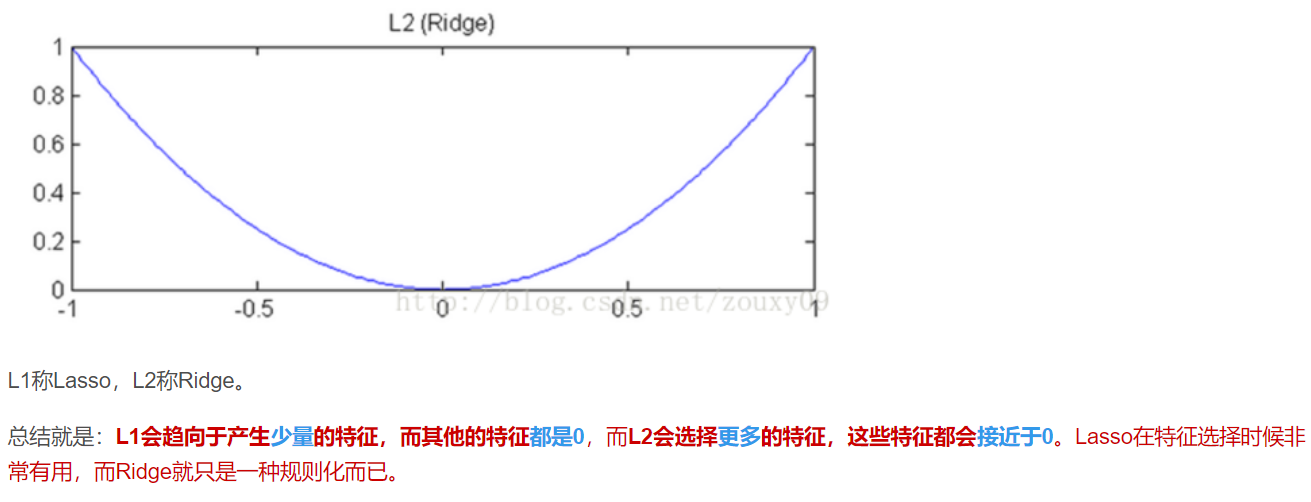 L2 (Ridge)
1
0.8
0.6
0.4
0.2
0
-1
-0.5
0
0.5
1
http://blog.csdn.net/zouxy09
L1称Lasso，L2称Ridge。
总结就是：L1会趋向于产生少量的特征，而其他的特征都是0，而L2会选择更多的特征，这些特征都会接近于0。Lasso在特征选择时候非
常有用，而Ridge就只是一种规则化而已。